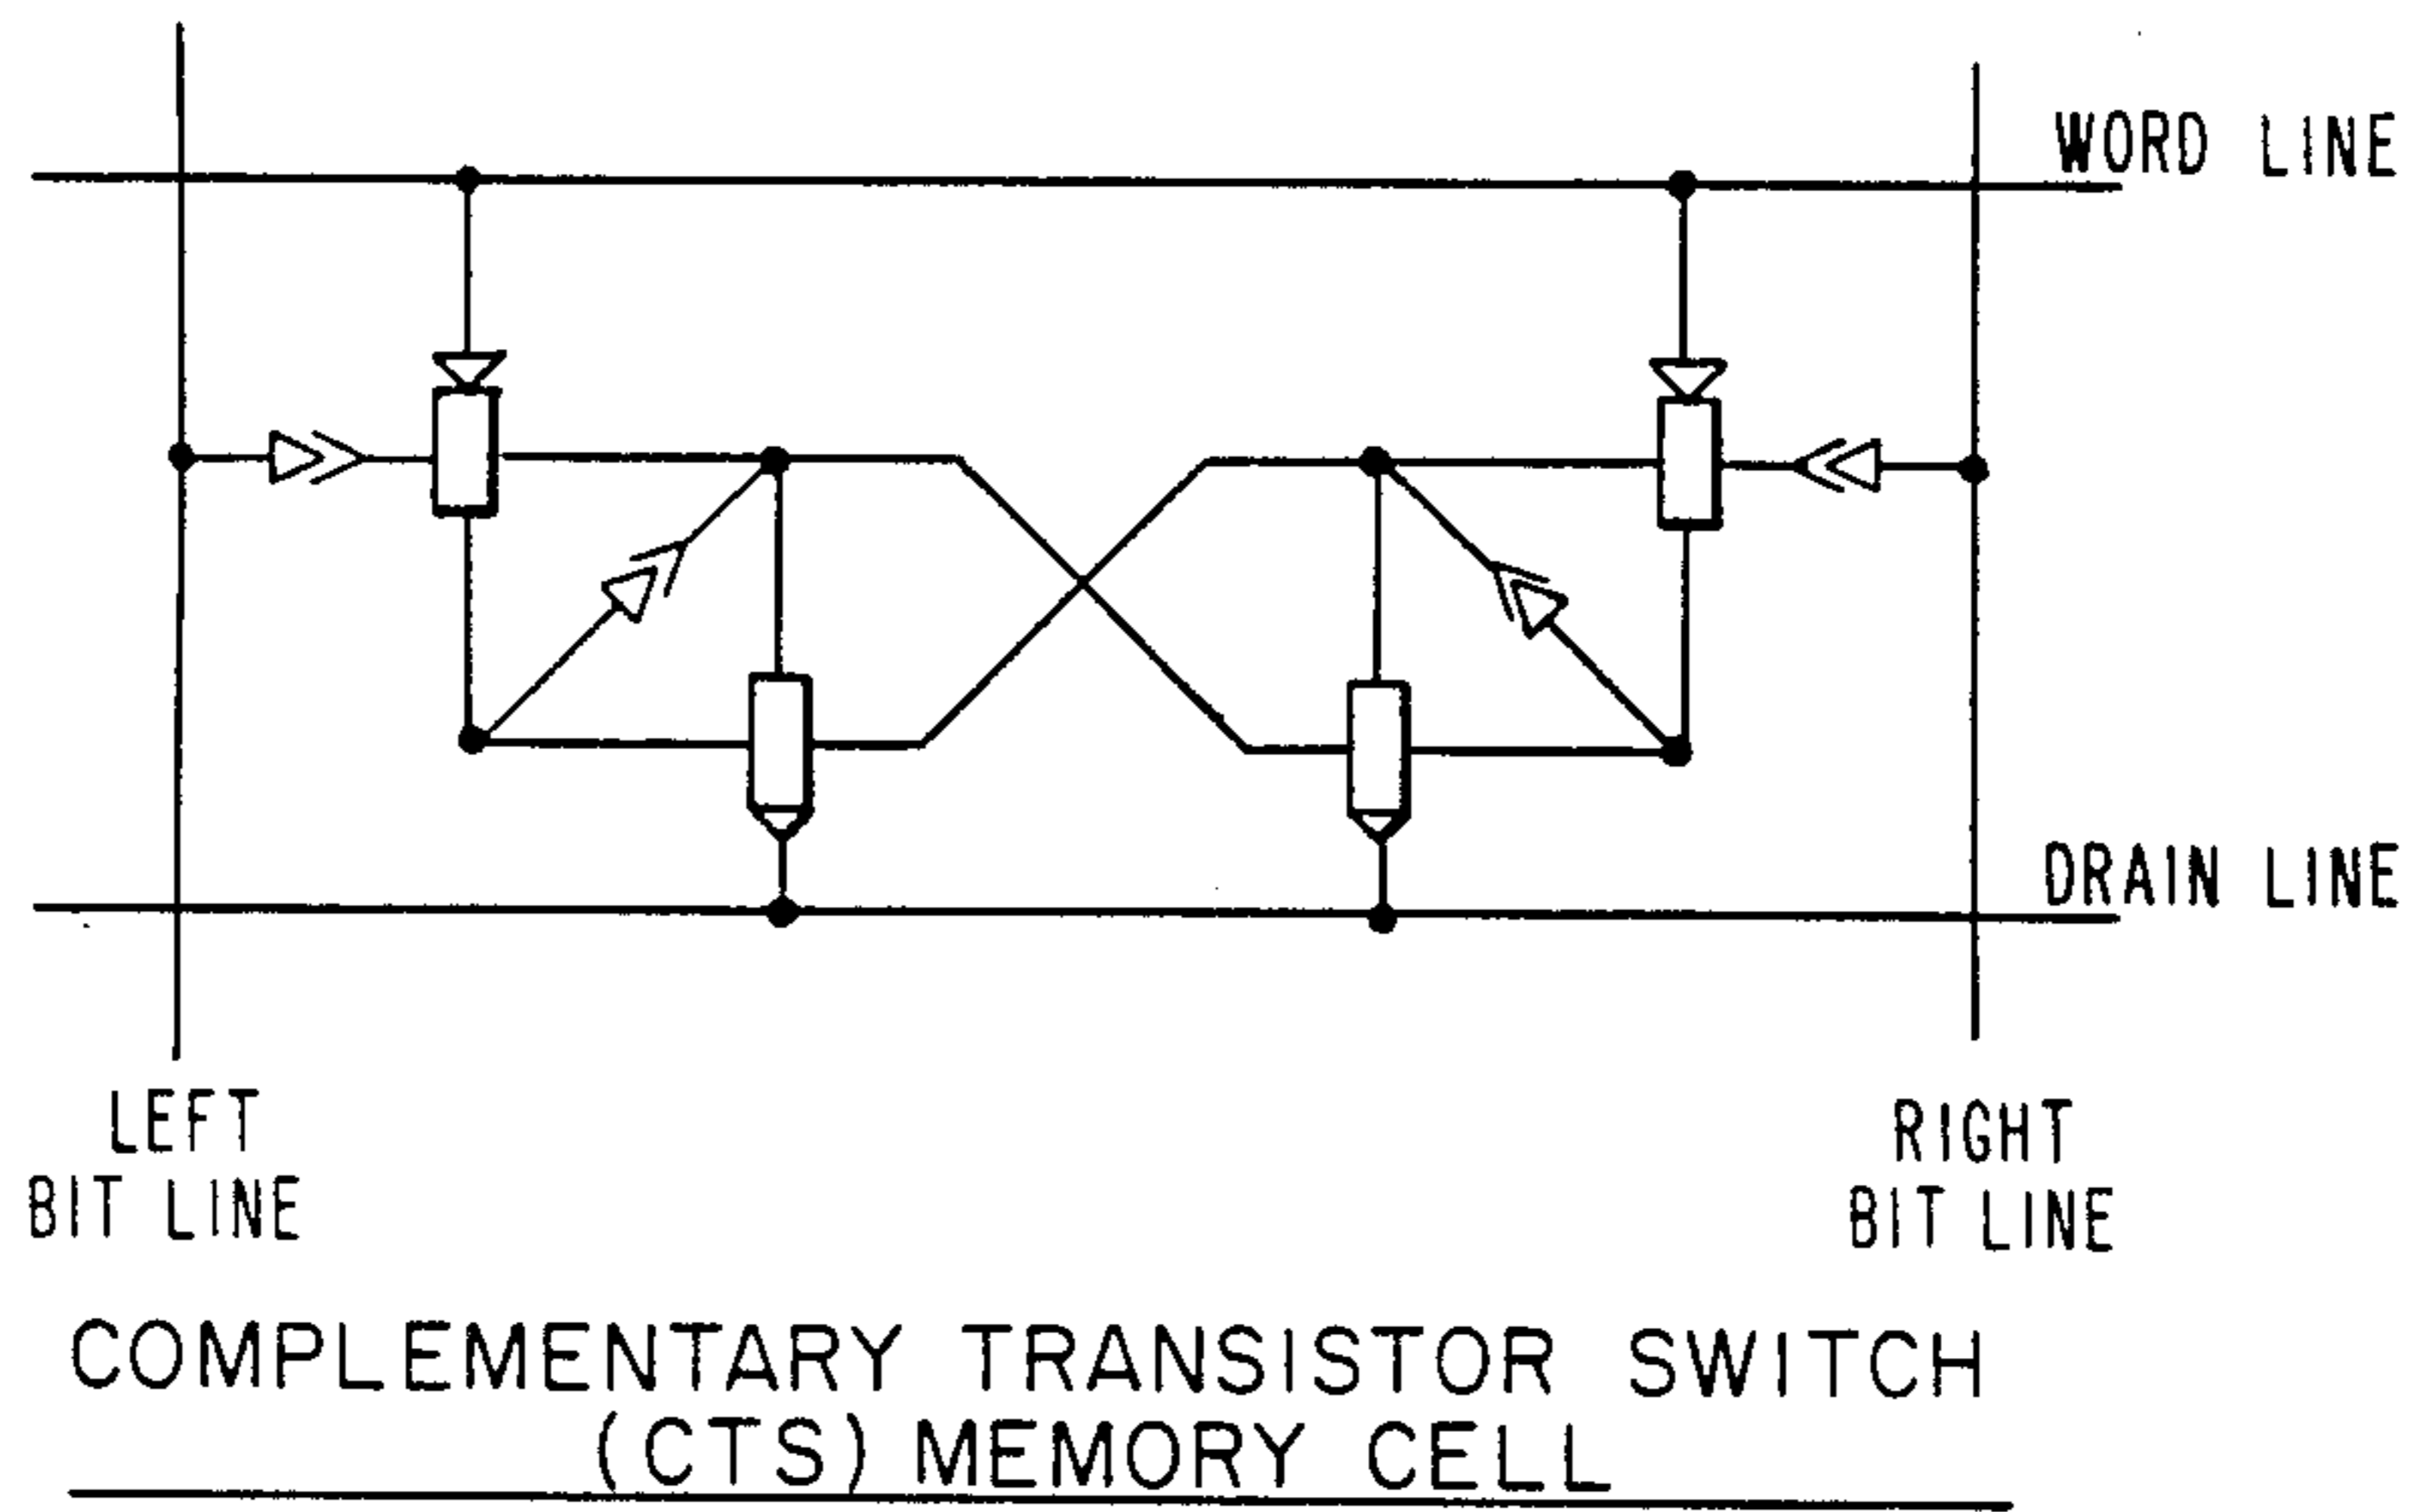 WORD LINE
DRAIN LINE
LEFT
BIT LINE
RIGHT
BIT LINE
COMPLEMENTARY TRANSISTOR SWITCH
(CTS) MEMORY CELL